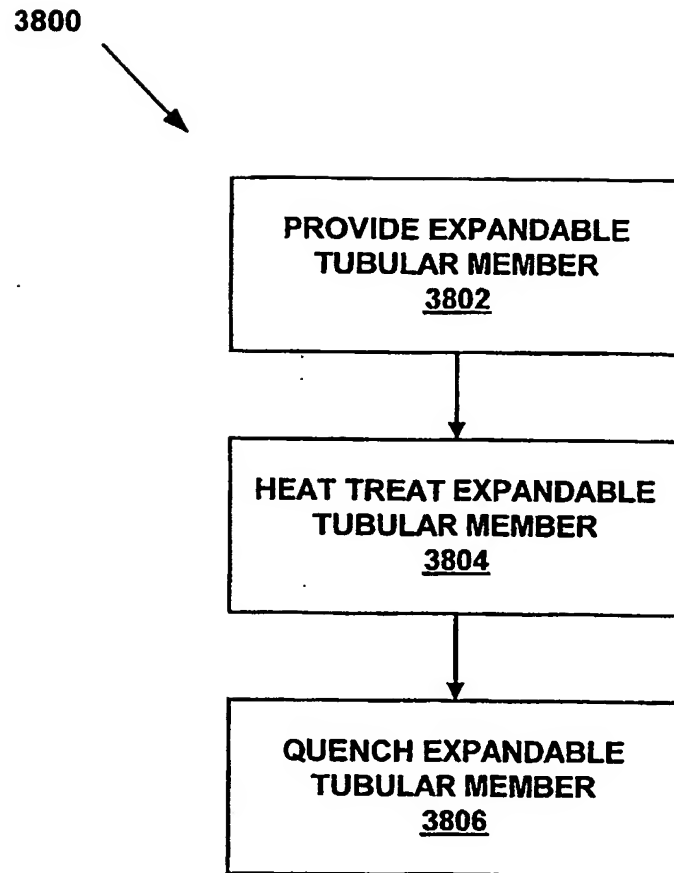 3800
PROVIDE EXPANDABLE
TUBULAR MEMBER
3802
HEAT TREAT EXPANDABLE
TUBULAR MEMBER
3804
QUENCH EXPANDABLE
TUBULAR MEMBER
3806